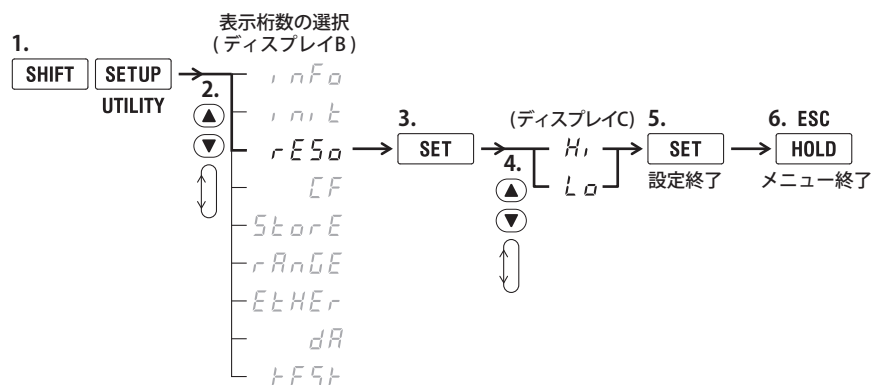 表示桁数の選択
(ディスプレイB)
1.
SHIFT SETUP
UTILITY
2.
inFo
init
rESo
CF
StorE
rAnGE
EtHEr
dA
tESt
3.
SET
(ディスプレイC)
4.
Hi
Lo
5.
SET
設定終了
6. ESC
HOLD
メニュー終了